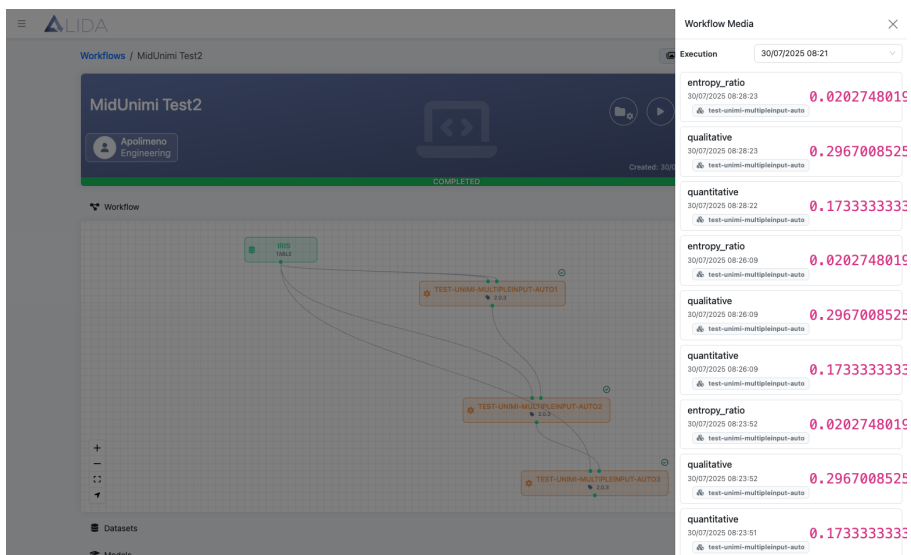 ALIDA
Workflows / MidUnimi Test2
MidUnimi Test2
Apolimeno
Engineering
Created: 30/0
COMPLETED
Workflow
IRIS
TABLE
TEST-UNIMI-MULTIPLEINPUT-AUTO1
2.0.3
TEST-UNIMI-MULTIPLEINPUT-AUTO2
2.0.3
TEST-UNIMI-MULTIPLEINPUT-AUTO3
2.0.3
Datasets
Models
Workflow Media
Execution 30/07/2025 08:21
entropy_ratio
30/07/2025 08:28:23 0.0202748019
test-unimi-multipleinput-auto
qualitative
30/07/2025 08:28:23 0.2967008525
test-unimi-multipleinput-auto
quantitative
30/07/2025 08:28:22 0.1733333333
test-unimi-multipleinput-auto
entropy_ratio
30/07/2025 08:26:09 0.0202748019
test-unimi-multipleinput-auto
qualitative
30/07/2025 08:26:09 0.2967008525
test-unimi-multipleinput-auto
quantitative
30/07/2025 08:26:09 0.1733333333
test-unimi-multipleinput-auto
entropy_ratio
30/07/2025 08:23:52 0.0202748019
test-unimi-multipleinput-auto
qualitative
30/07/2025 08:23:52 0.2967008525
test-unimi-multipleinput-auto
quantitative
30/07/2025 08:23:51 0.1733333333
test-unimi-multipleinput-auto